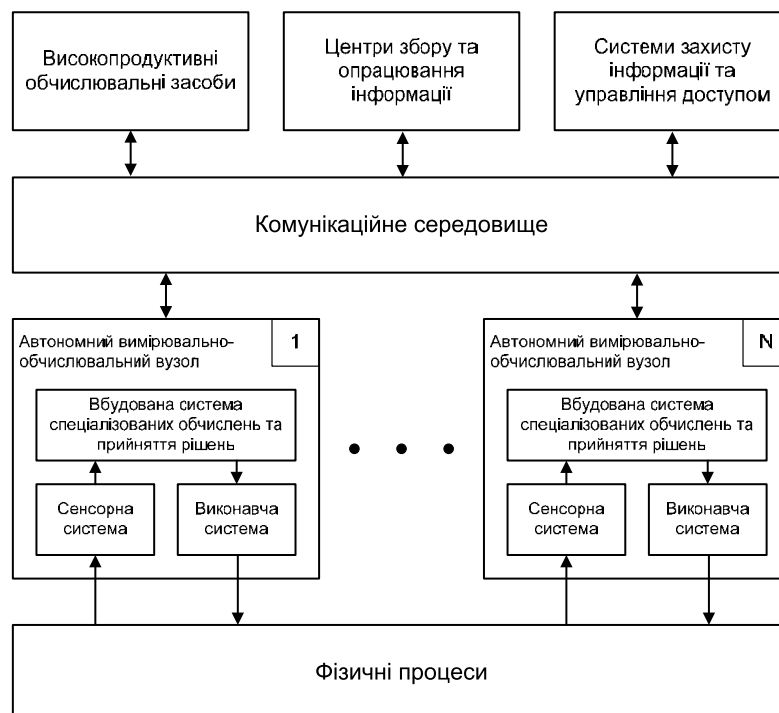 Високопродуктивні
обчислювальні засоби
Центри збору та
опрацювання
інформації
Системи захисту
інформації та
управління доступом
Комунікаційне середовище
Автономний вимірювально-
обчислювальний вузол
1
Вбудована система
спеціалізованих обчислень та
прийняття рішень
Сенсорна
система
Виконавча
система
Автономний вимірювально-
обчислювальний вузол
N
Вбудована система
спеціалізованих обчислень та
прийняття рішень
Сенсорна
система
Виконавча
система
Фізичні процеси